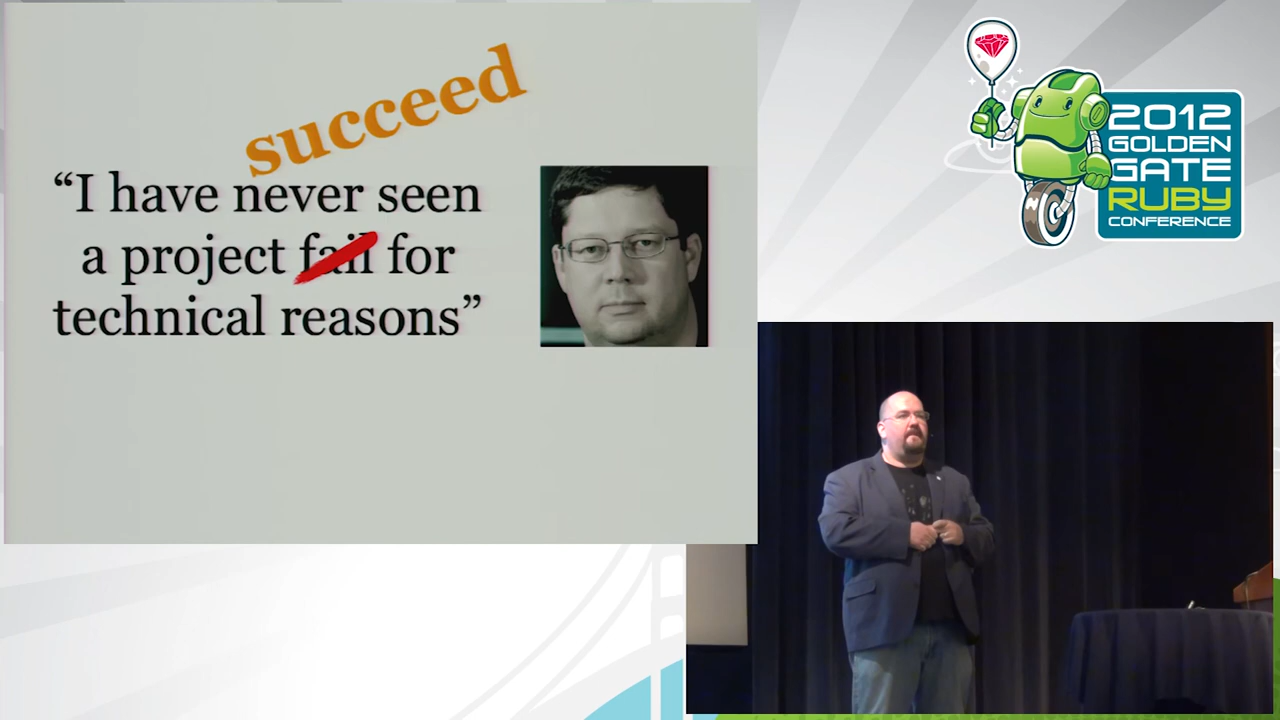 succeed
“I have never seen
a project fail for
technical reasons”
2012
GOLDEN
GATE
RUBY
CONFERENCE